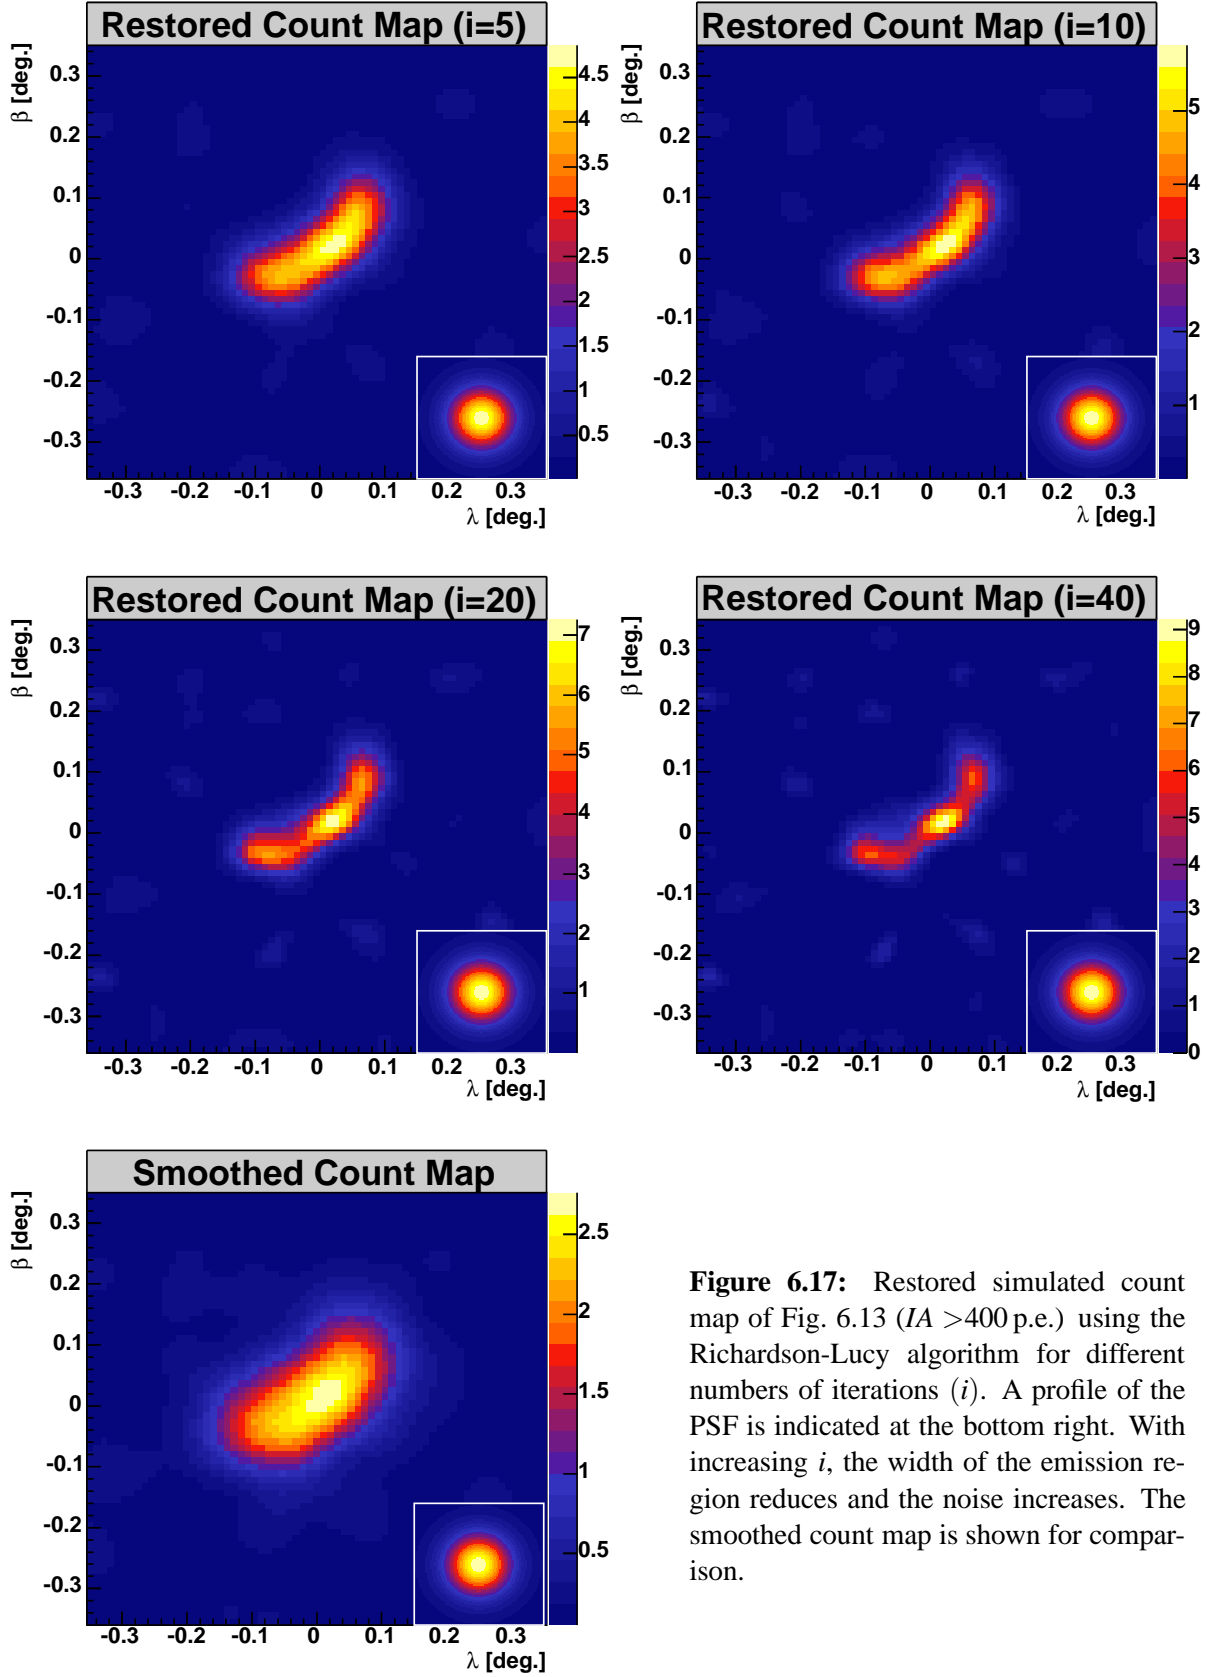 Restored Count Map (i=5)
β [deg.]
0.3
0.2
0.1
0
-0.1
-0.2
-0.3
-0.3 -0.2 -0.1 0 0.1 0.2 0.3
λ [deg.]
4.5
4
3.5
3
2.5
2
1.5
1
0.5
Restored Count Map (i=10)
β [deg.]
0.3
0.2
0.1
0
-0.1
-0.2
-0.3
-0.3 -0.2 -0.1 0 0.1 0.2 0.3
λ [deg.]
5
4
3
2
1
Restored Count Map (i=20)
β [deg.]
0.3
0.2
0.1
0
-0.1
-0.2
-0.3
-0.3 -0.2 -0.1 0 0.1 0.2 0.3
λ [deg.]
7
6
5
4
3
2
1
Restored Count Map (i=40)
β [deg.]
0.3
0.2
0.1
0
-0.1
-0.2
-0.3
-0.3 -0.2 -0.1 0 0.1 0.2 0.3
λ [deg.]
9
8
7
6
5
4
3
2
1
0
Smoothed Count Map
β [deg.]
0.3
0.2
0.1
0
-0.1
-0.2
-0.3
-0.3 -0.2 -0.1 0 0.1 0.2 0.3
λ [deg.]
2.5
2
1.5
1
0.5
Figure 6.17: Restored simulated count
map of Fig. 6.13 (IA >400 p.e.) using the
Richardson-Lucy algorithm for different
numbers of iterations (i). A profile of the
PSF is indicated at the bottom right. With
increasing i, the width of the emission re-
gion reduces and the noise increases. The
smoothed count map is shown for compar-
ison.